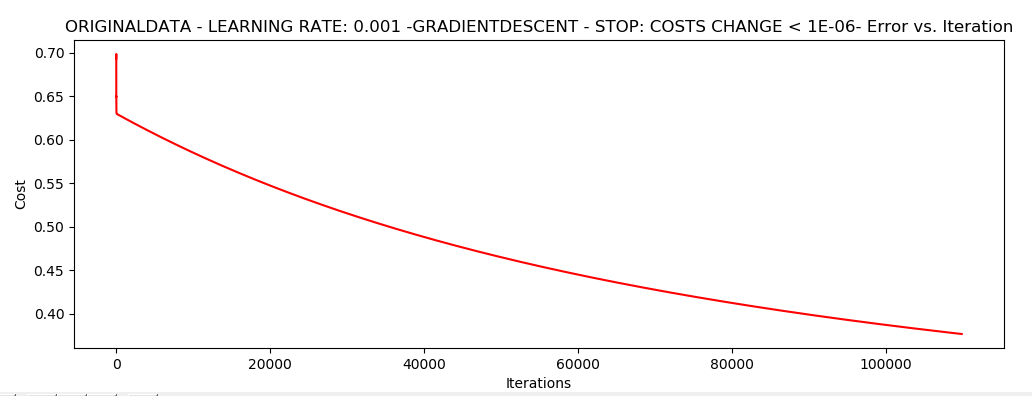 ORIGINALDATA - LEARNING RATE: 0.001 -GRADIENTDESCENT - STOP: COSTS CHANGE < 1E-06- Error vs. Iteration
0.70
0.65
0.60
0.55
0.50
0.45
0.40
Cost
0 20000 40000 60000 80000 100000
Iterations